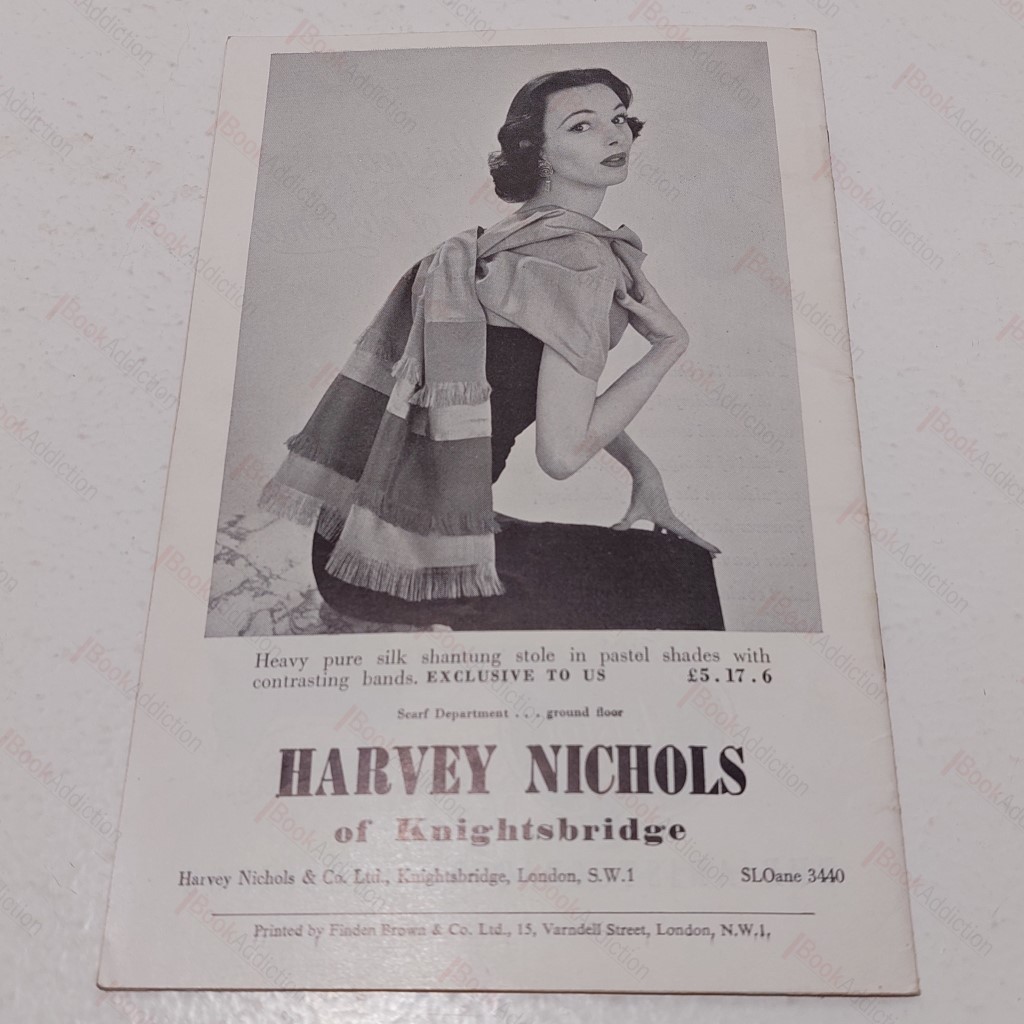 Heavy pure silk shantung stole in pastel shades with
contrasting bands. EXCLUSIVE TO US £5.17.6
Scarf Department . . . ground floor
HARVEY NICHOLS
of Knightsbridge
Harvey Nichols & Co. Ltd., Knightsbridge, London, S.W.1 SLOane 3440
Printed by Finden Brown & Co. Ltd., 15, Varndell Street, London, N.W.1,
BookAddiction